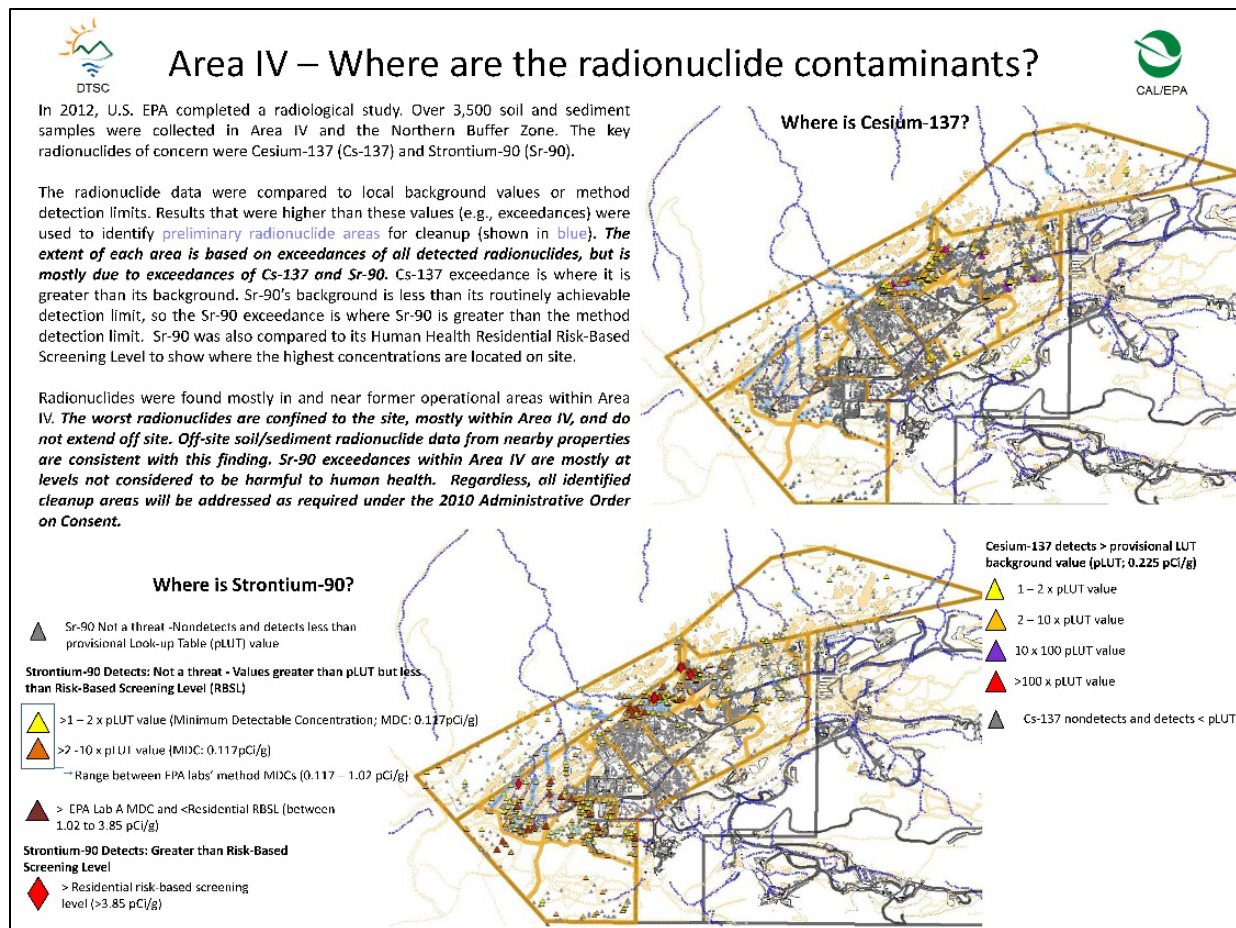 DTSC
Area IV – Where are the radionuclide contaminants?
CAL/EPA
In 2012, U.S. EPA completed a radiological study. Over 3,500 soil and sediment
samples were collected in Area IV and the Northern Buffer Zone. The key
radionuclides of concern were Cesium-137 (Cs-137) and Strontium-90 (Sr-90).
The radionuclide data were compared to local background values or method
detection limits. Results that were higher than these values (e.g., exceedances) were
used to identify preliminary radionuclide areas for cleanup (shown in blue). The
extent of each area is based on exceedances of all detected radionuclides, but is
mostly due to exceedances of Cs-137 and Sr-90. Cs-137 exceedance is where it is
greater than its background. Sr-90's background is less than its routinely achievable
detection limit, so the Sr-90 exceedance is where Sr-90 is greater than the method
detection limit. Sr-90 was also compared to its Human Health Residential Risk-Based
Screening Level to show where the highest concentrations are located on site.
Radionuclides were found mostly in and near former operational areas within Area
IV. The worst radionuclides are confined to the site, mostly within Area IV, and do
not extend off site. Off-site soil/sediment radionuclide data from nearby properties
are consistent with this finding. Sr-90 exceedances within Area IV are mostly at
levels not considered to be harmful to human health. Regardless, all identified
cleanup areas will be addressed as required under the 2010 Administrative Order
on Consent.
Where is Cesium-137?
Cesium-137 detects > provisional LUT
background value (pLUT; 0.225 pCi/g)
1 – 2 x pLUT value
2 – 10 x pLUT value
10 x 100 pLUT value
>100 x pLUT value
Cs-137 nondetects and detects < pLUT
Where is Strontium-90?
Sr-90 Not a threat -Nondetects and detects less than
provisional Look-up Table (pLUT) value
Strontium-90 Detects: Not a threat - Values greater than pLUT but less
than Risk-Based Screening Level (RBSL)
>1 – 2 x pLUT value (Minimum Detectable Concentration; MDC: 0.117pCi/g)
>2 -10 x pLUT value (MDC: 0.117pCi/g)
Range between EPA labs' method MDCs (0.117 – 1.02 pCi/g)
> EPA Lab A MDC and <Residential RBSL (between
1.02 to 3.85 pCi/g)
Strontium-90 Detects: Greater than Risk-Based
Screening Level
> Residential risk-based screening
level (>3.85 pCi/g)